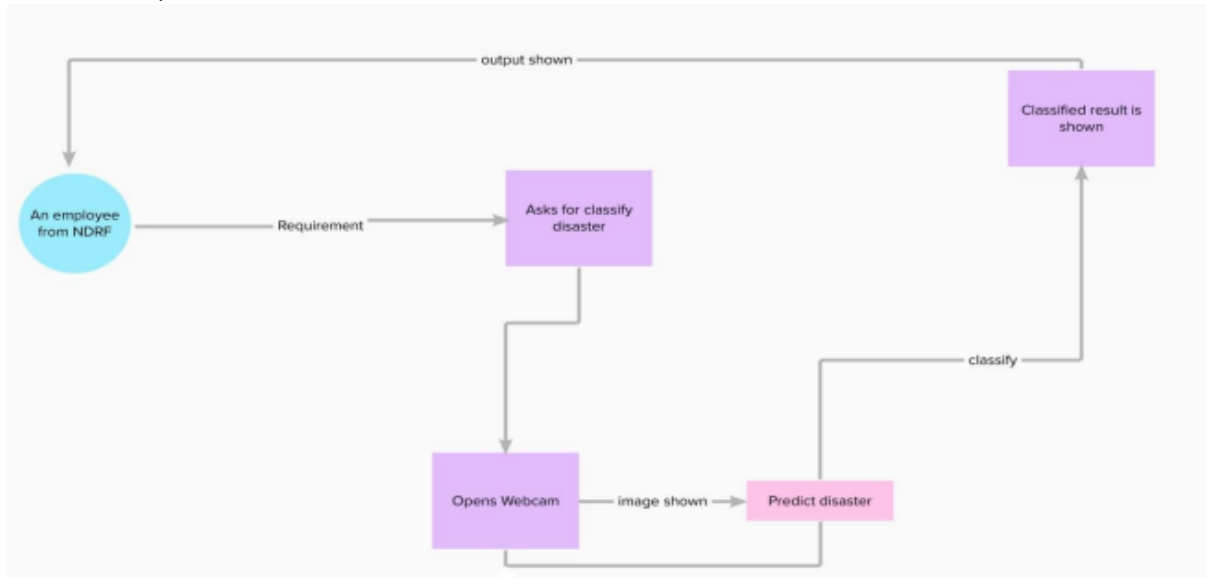 output shown
Classified result is
shown
An employee
from NDRF
Requirement
Asks for classify
disaster
classify
Opens Webcam
image shown
Predict disaster